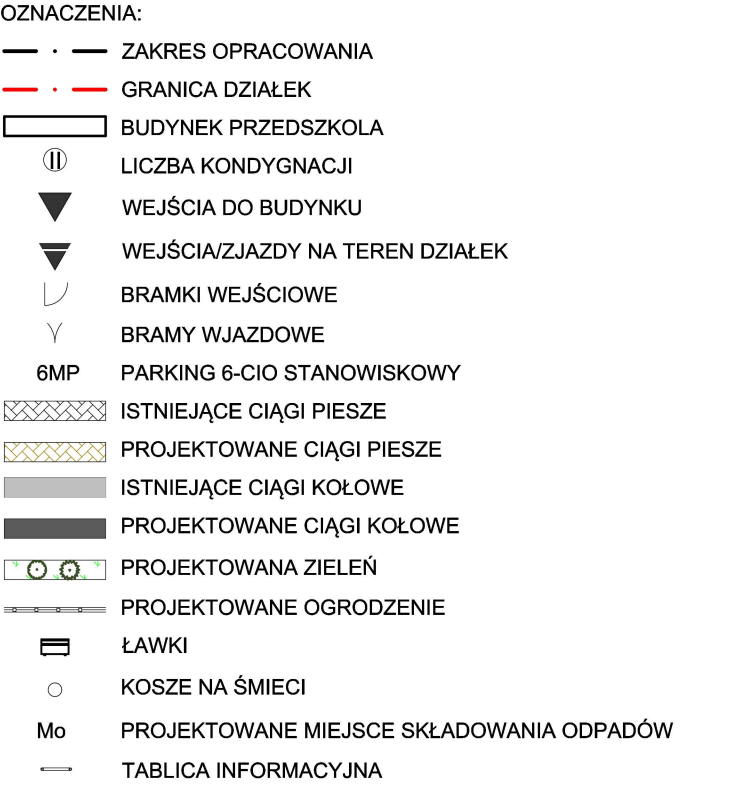 OZNACZENIA:
ZAKRES OPRACOWANIA
GRANICA DZIAŁEK
BUDYNEK PRZEDSZKOLA
II LICZBA KONDYGNACJI
WEJŚCIA DO BUDYNKU
WEJŚCIA/ZJAZDY NA TEREN DZIAŁEK
BRAMKI WEJŚCIOWE
BRAMY WJAZDOWE
6MP PARKING 6-CIO STANOWISKOWY
ISTNIEJĄCE CIĄGI PIESZE
PROJEKTOWANE CIĄGI PIESZE
ISTNIEJĄCE CIĄGI KOŁOWE
PROJEKTOWANE CIĄGI KOŁOWE
PROJEKTOWANA ZIELEŃ
PROJEKTOWANE OGRODZENIE
ŁAWKI
KOSZE NA ŚMIECI
Mo PROJEKTOWANE MIEJSCE SKŁADOWANIA ODPADÓW
TABLICA INFORMACYJNA